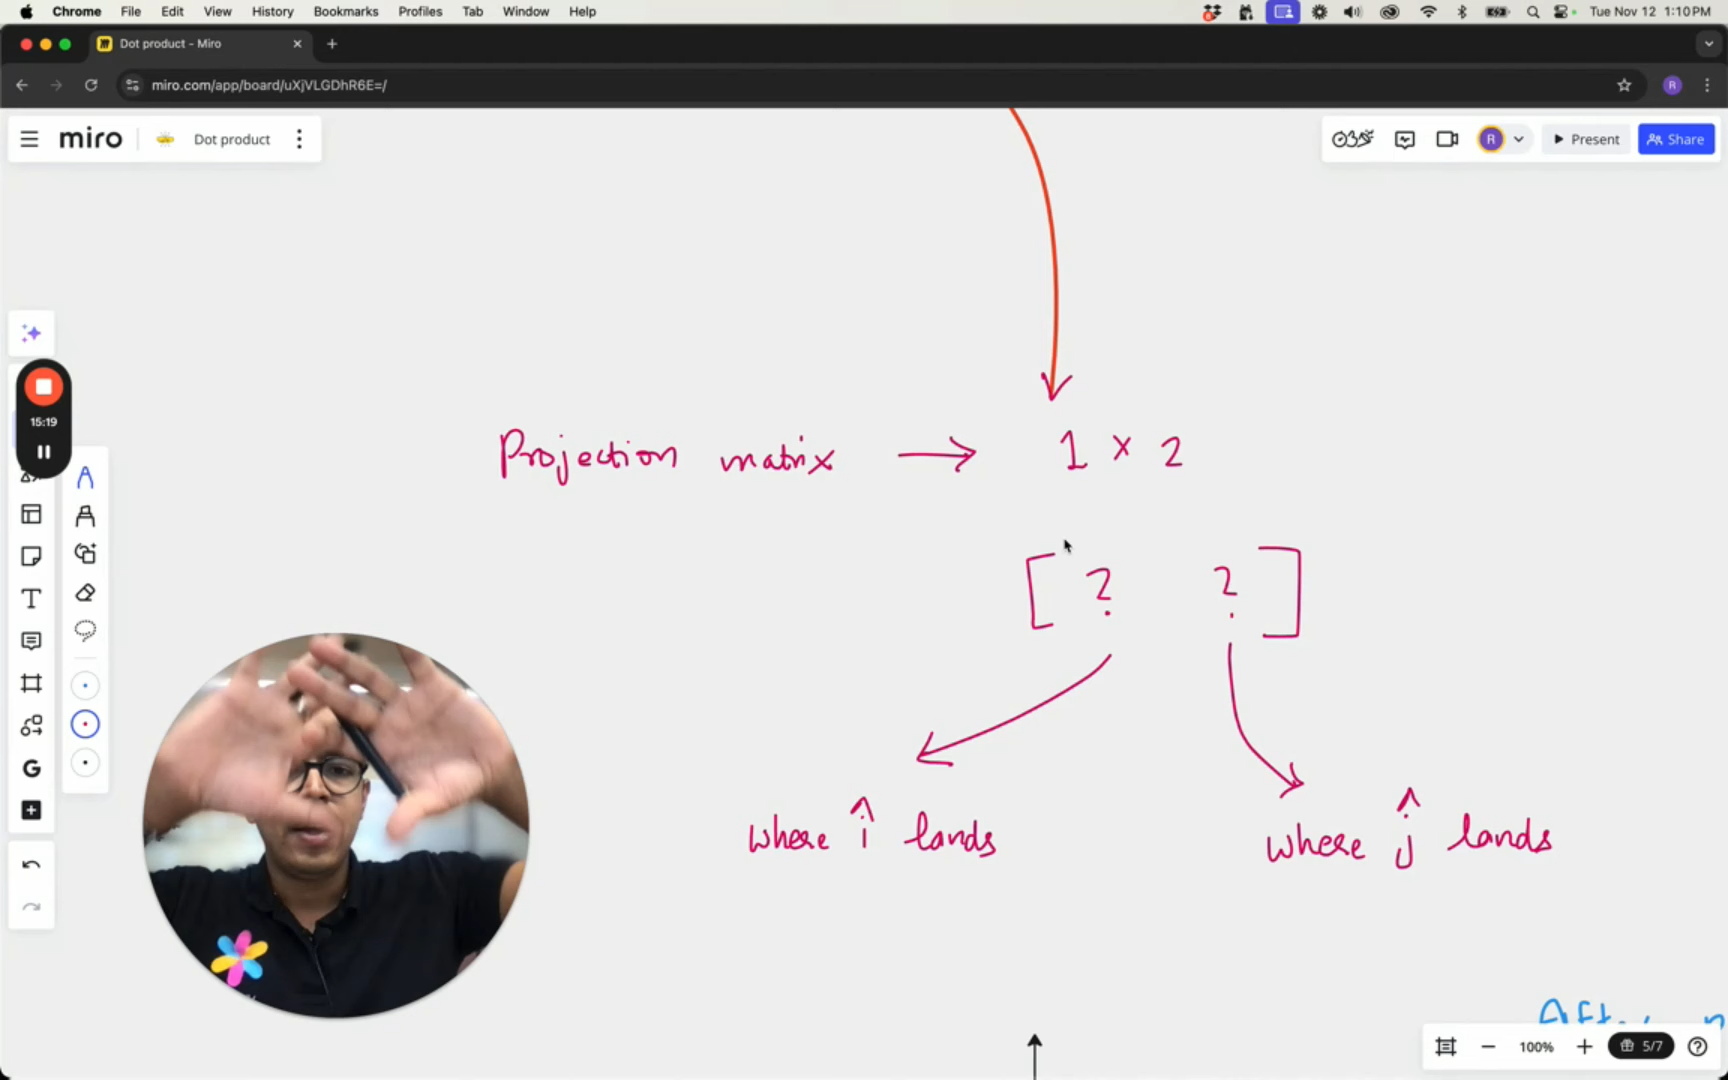 Chrome File Edit View History Bookmarks Profiles Tab Window Help Tue Nov 12 1:10 PM
Dot product - Miro
miro.com/app/board/uXjVLGDhR6E=/ R
miro Dot product R Present Share
15:19
Projection matrix → 1 × 2
[ ? ? ]
where î lands
where ĵ lands
T
G
100% 5/7